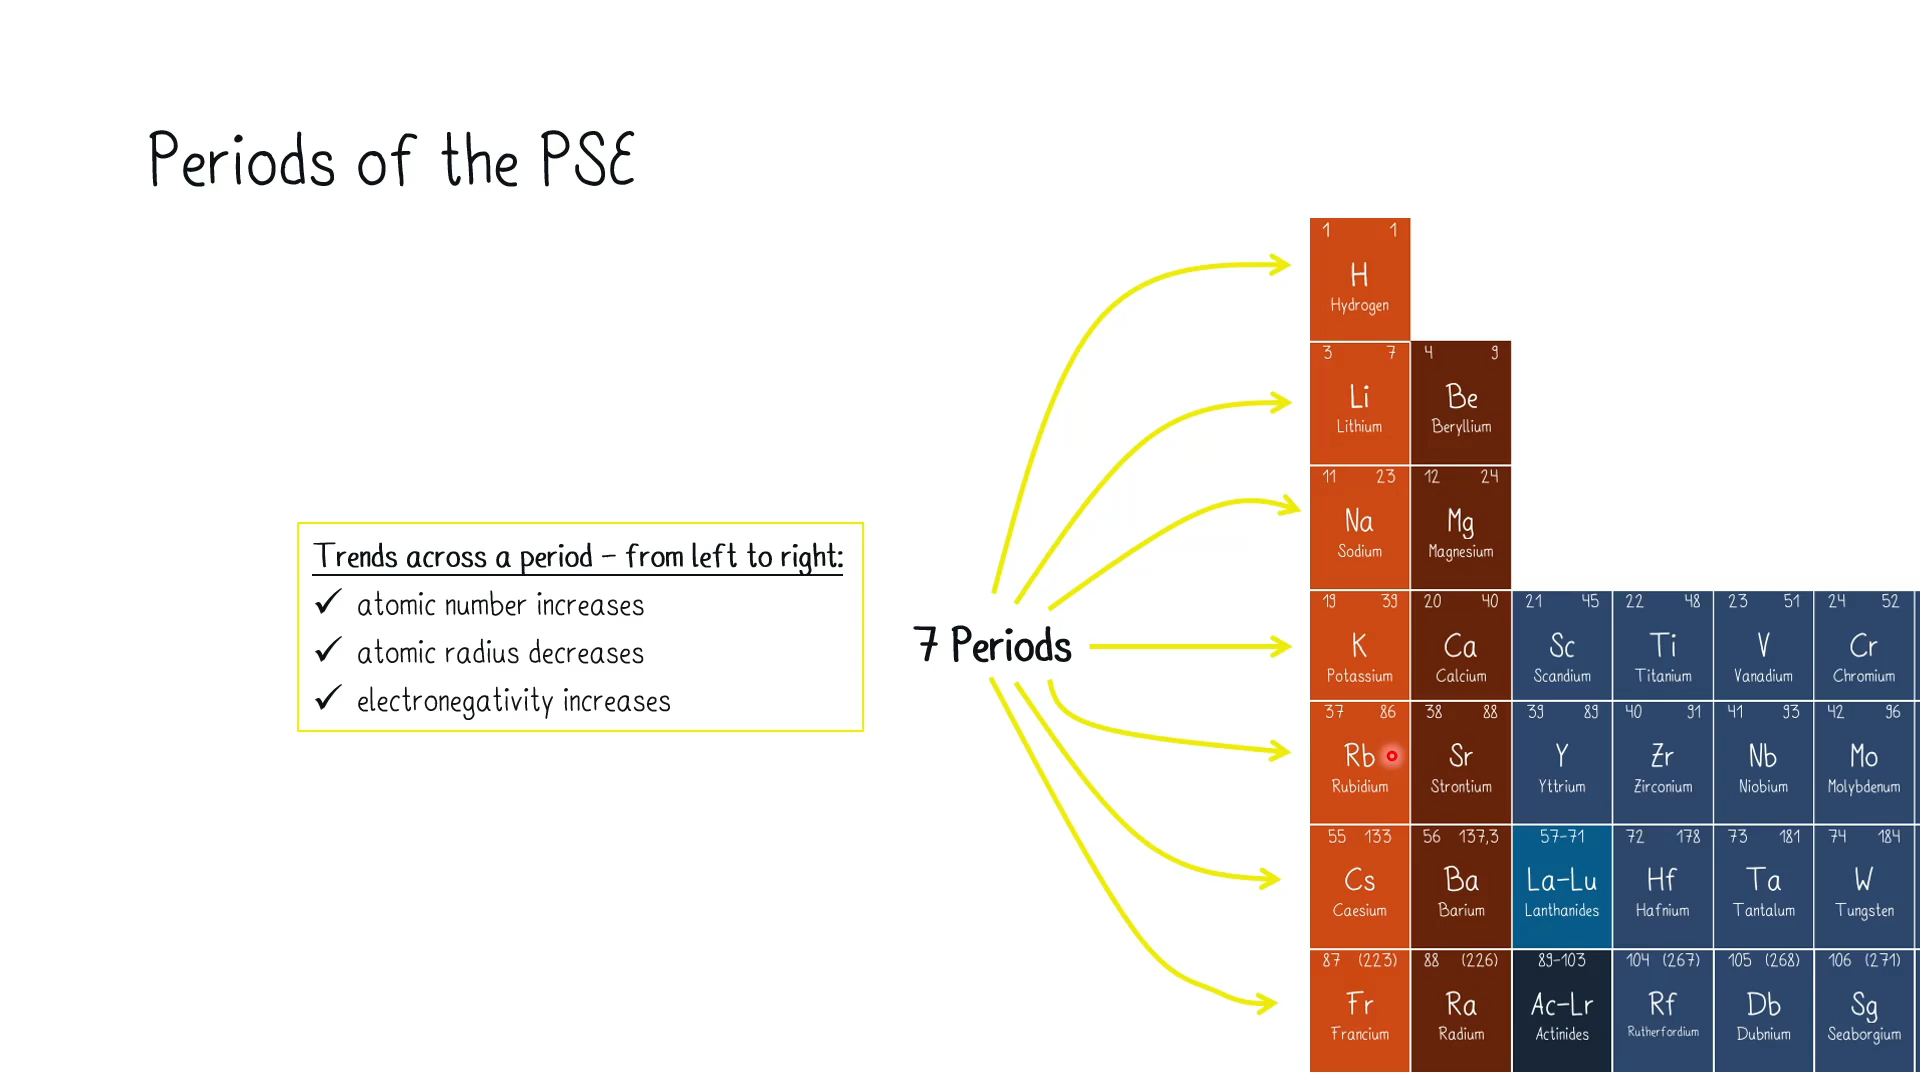 Periods of the PSE
Trends across a period – from left to right:
✓ atomic number increases
✓ atomic radius decreases
✓ electronegativity increases
7 Periods
1 1
H
Hydrogen
3 7 4 9
Li Be
Lithium Beryllium
11 23 12 24
Na Mg
Sodium Magnesium
19 39 20 40 21 45 22 48 23 51 24 52
K Ca Sc Ti V Cr
Potassium Calcium Scandium Titanium Vanadium Chromium
37 86 38 88 39 89 40 91 41 93 42 96
Rb Sr Y Zr Nb Mo
Rubidium Strontium Yttrium Zirconium Niobium Molybdenum
55 133 56 137,3 57-71 72 178 73 181 74 184
Cs Ba La-Lu Hf Ta W
Caesium Barium Lanthanides Hafnium Tantalum Tungsten
87 (223) 88 (226) 89-103 104 (267) 105 (268) 106 (271)
Fr Ra Ac-Lr Rf Db Sg
Francium Radium Actinides Rutherfordium Dubnium Seaborgium